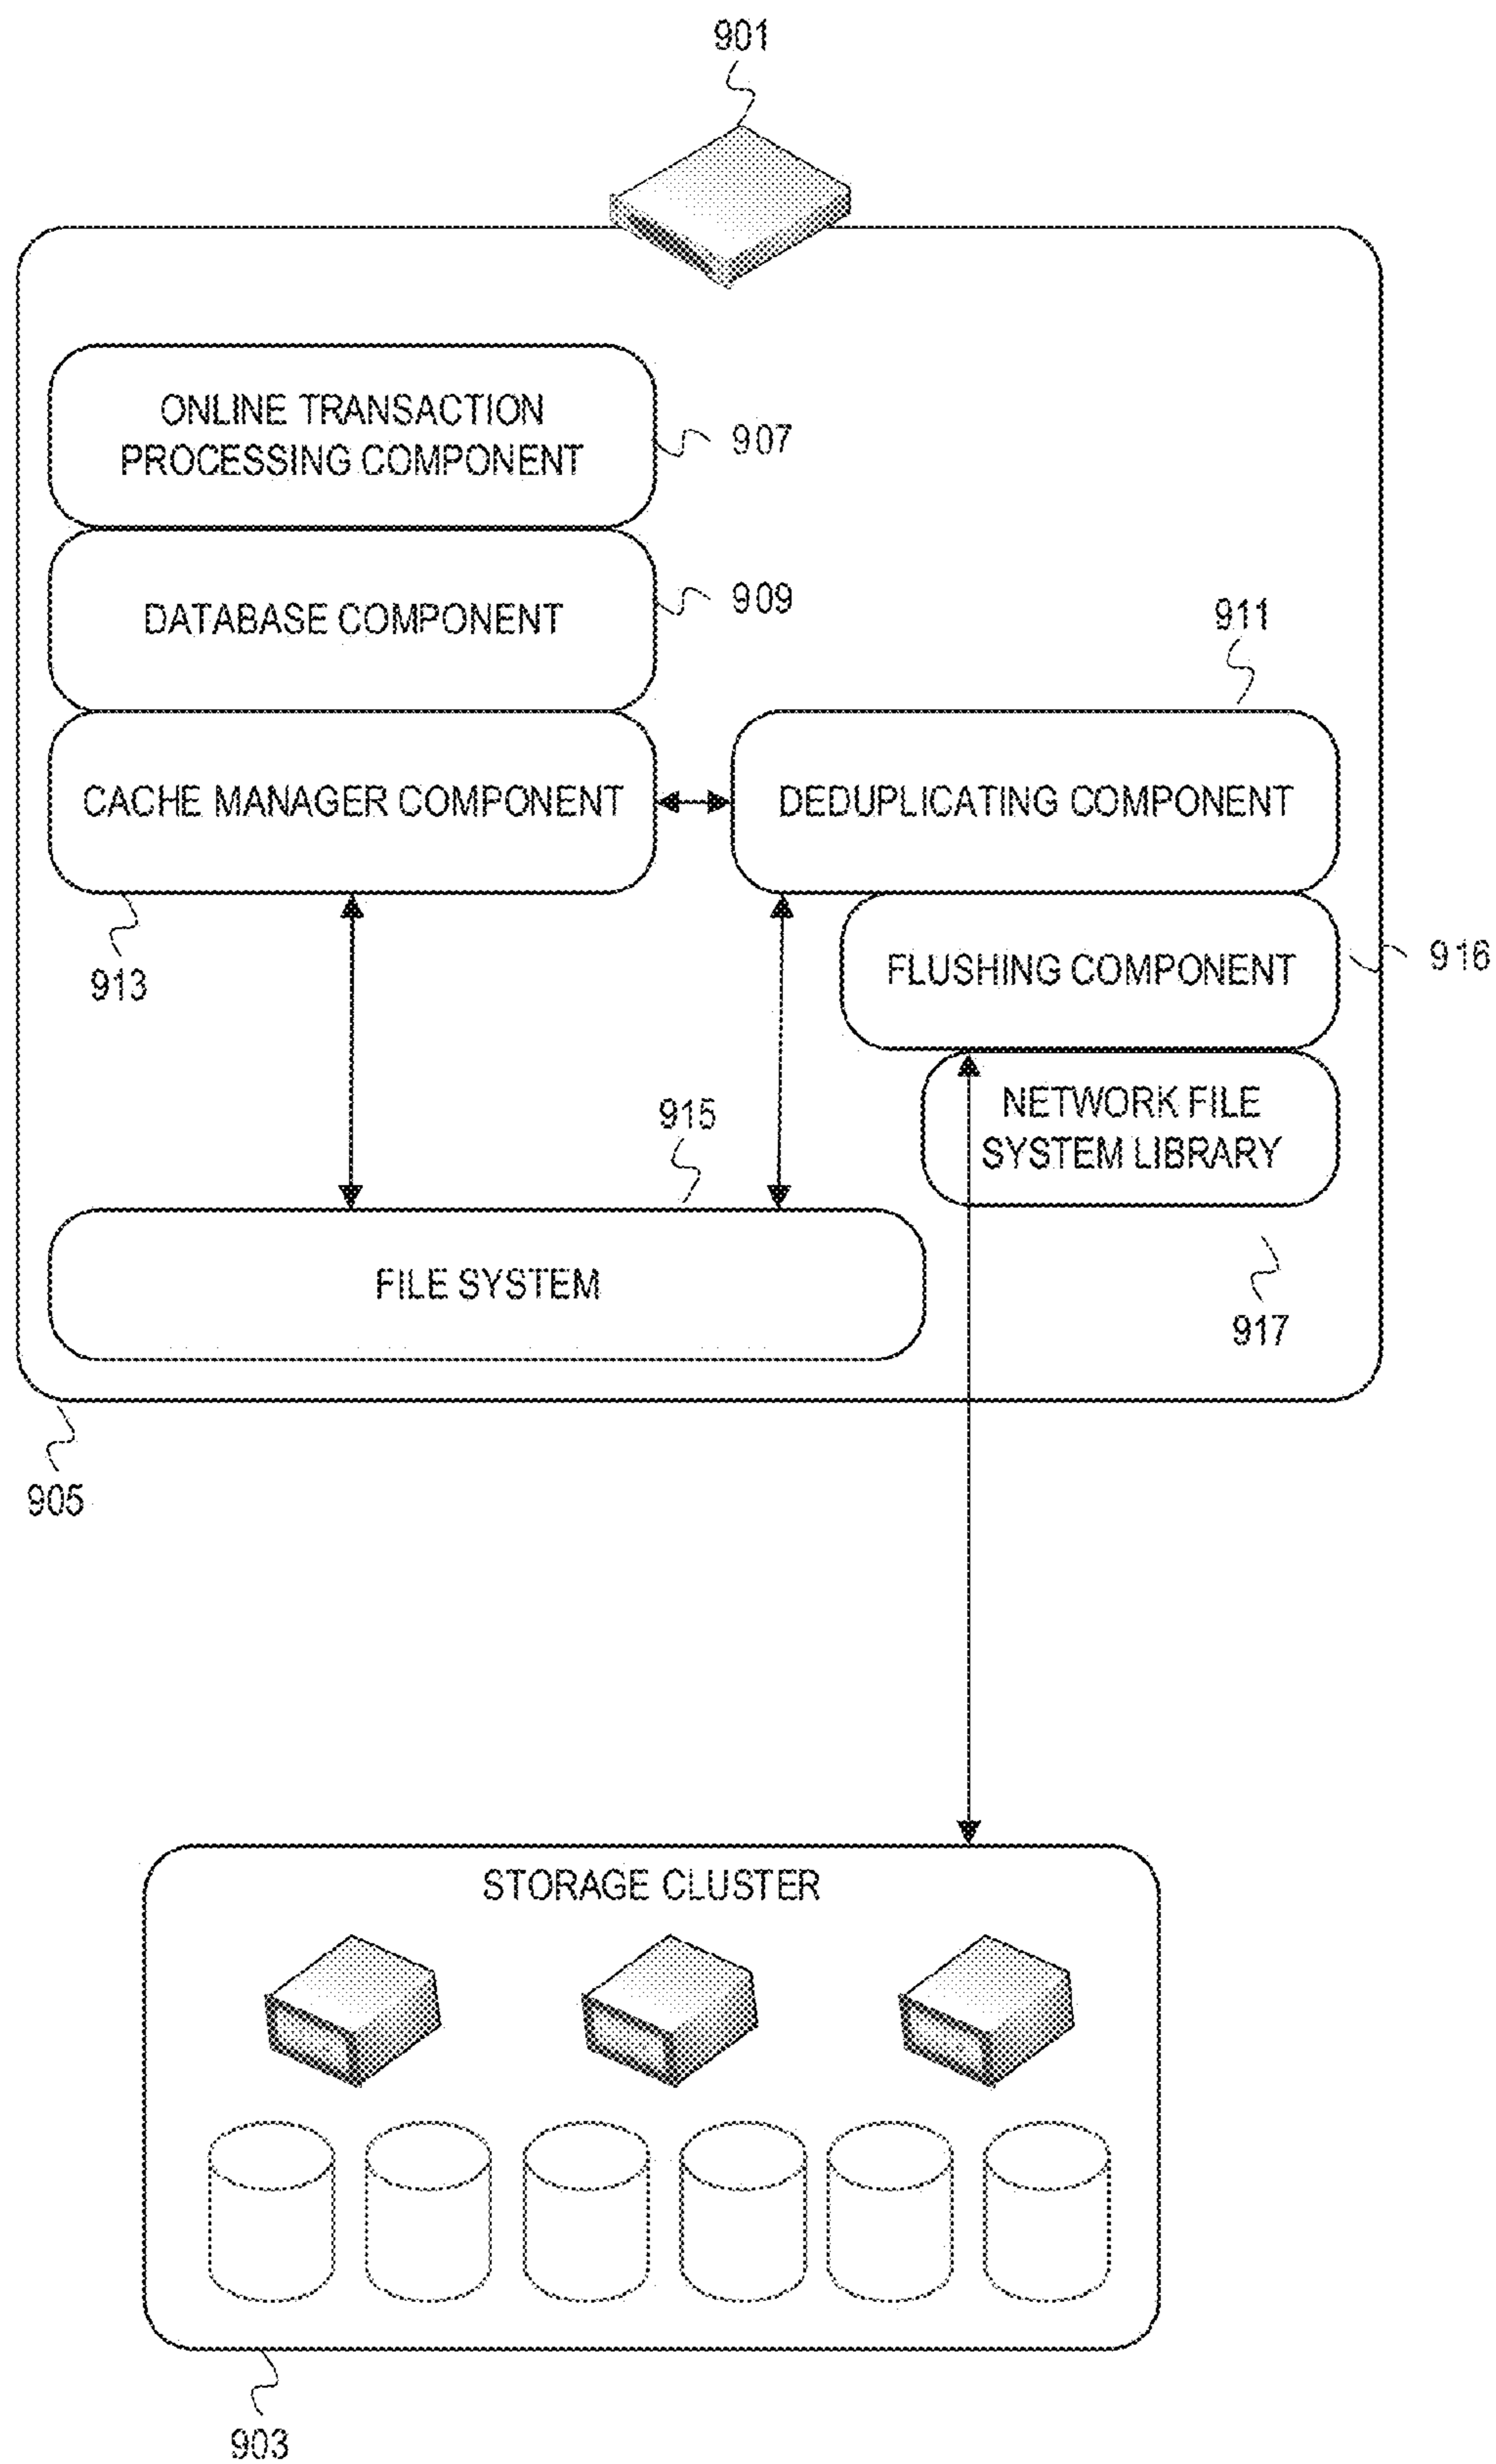 901
ONLINE TRANSACTION
PROCESSING COMPONENT
907
DATABASE COMPONENT
909
911
CACHE MANAGER COMPONENT
DEDUPLICATING COMPONENT
913
FLUSHING COMPONENT
916
915
NETWORK FILE
SYSTEM LIBRARY
FILE SYSTEM
917
905
STORAGE CLUSTER
903